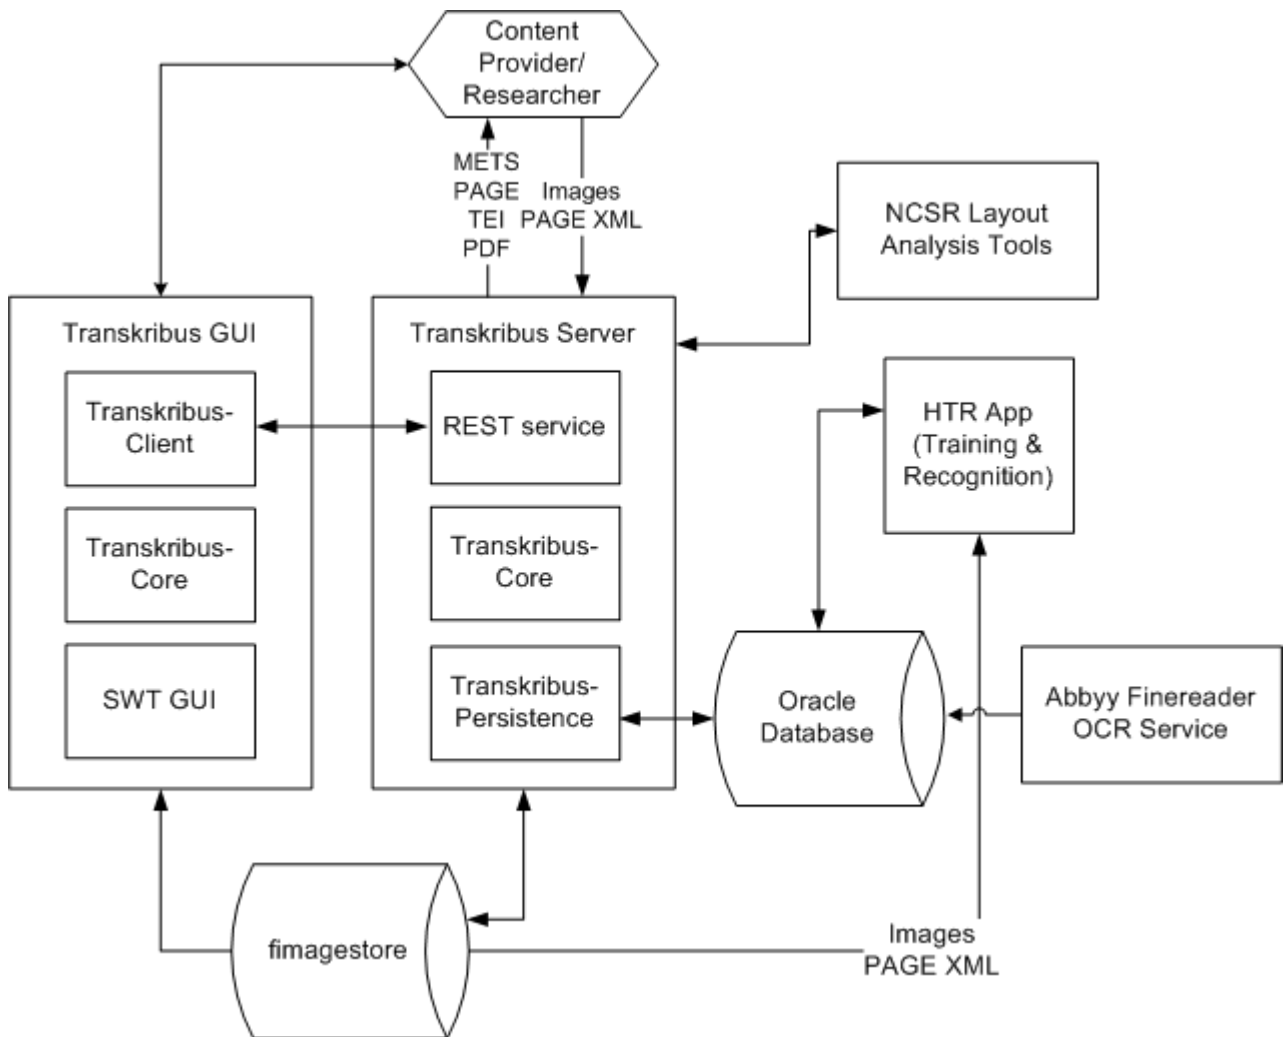 Content
Provider/
Researcher
METS
PAGE
TEI
PDF
Images
PAGE XML
NCSR Layout
Analysis Tools
Transkribus GUI
Transkribus-
Client
Transkribus-
Core
SWT GUI
Transkribus Server
REST service
Transkribus-
Core
Transkribus-
Persistence
HTR App
(Training &
Recognition)
Oracle
Database
Abbyy Finereader
OCR Service
fimagestore
Images
PAGE XML